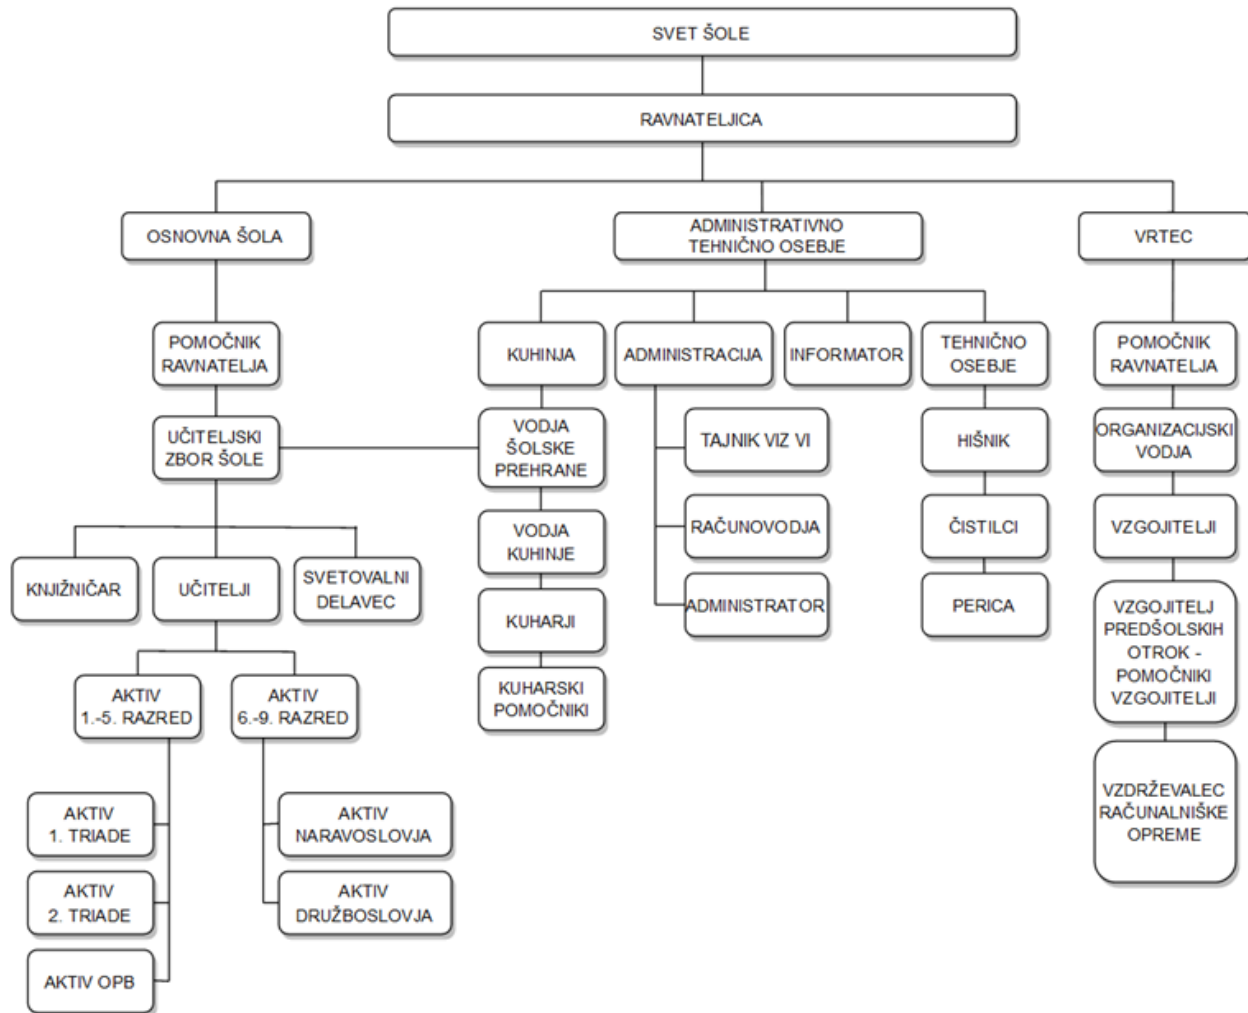 SVET ŠOLE
RAVNATELJICA
OSNOVNA ŠOLA
ADMINISTRATIVNO
TEHNIČNO OSEBJE
VRTEC
POMOČNIK
RAVNATELJA
KUHINJA
ADMINISTRACIJA
INFORMATOR
TEHNIČNO
OSEBJE
POMOČNIK
RAVNATELJA
UČITELJSKI
ZBOR ŠOLE
VODJA
ŠOLSKE
PREHRANE
TAJNIK VIZ VI
HIŠNIK
ORGANIZACIJSKI
VODJA
VODJA
KUHINJE
RAČUNOVODJA
ČISTILCI
VZGOJITELJI
KNJIŽNIČAR
UČITELJI
SVETOVALNI
DELAVEC
KUHARJI
ADMINISTRATOR
PERICA
VZGOJITELJ
PREDŠOLSKIH
OTROK -
POMOČNIKI
VZGOJITELJI
AKTIV
1.-5. RAZRED
AKTIV
6.-9. RAZRED
KUHARSKI
POMOČNIKI
VZDRŽEVALEC
RAČUNALNIŠKE
OPREME
AKTIV
1. TRIADE
AKTIV
NARAVOSLOVJA
AKTIV
2. TRIADE
AKTIV
DRUŽBOSLOVJA
AKTIV OPB